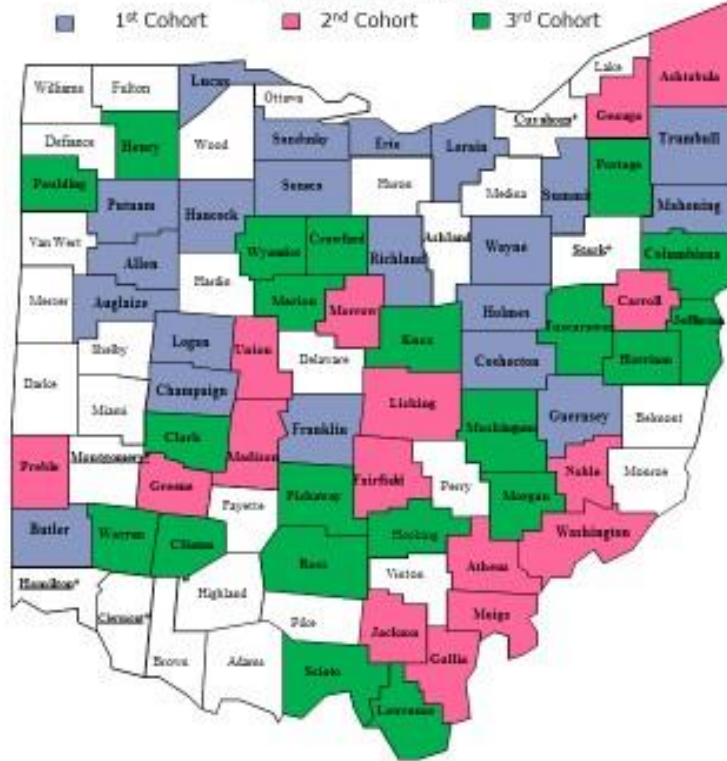 1st Cohort 2nd Cohort 3rd Cohort
Lake
Ashtabula
Williams Fulton Lucas
Ottawa
Geauga
Cuyahoga*
Defiance Henry Wood
Sandusky Erie Lorain
Trumbull
Portage
Paulding
Seneca Huron Medina Summit
Putnam Hancock
Mahoning
Van Wert Wyandot Crawford Richland Ashland Wayne Stark* Columbiana
Allen
Hardin
Mercer Auglaize Marion Morrow Holmes Carroll
Tuscarawas Jefferson
Logan Union Knox
Shelby Delaware Coshocton Harrison
Darke Champaign Licking
Miami Franklin Muskingum Guernsey Belmont
Clark
Preble Montgomery* Madison Noble Monroe
Greene Fairfield Perry
Pickaway Morgan
Fayette Washington
Butler Warren Clinton Hocking
Ross Athens
Hamilton* Highland Vinton
Clermont* Meigs
Pike Jackson
Brown Adams Gallia
Scioto
Lawrence